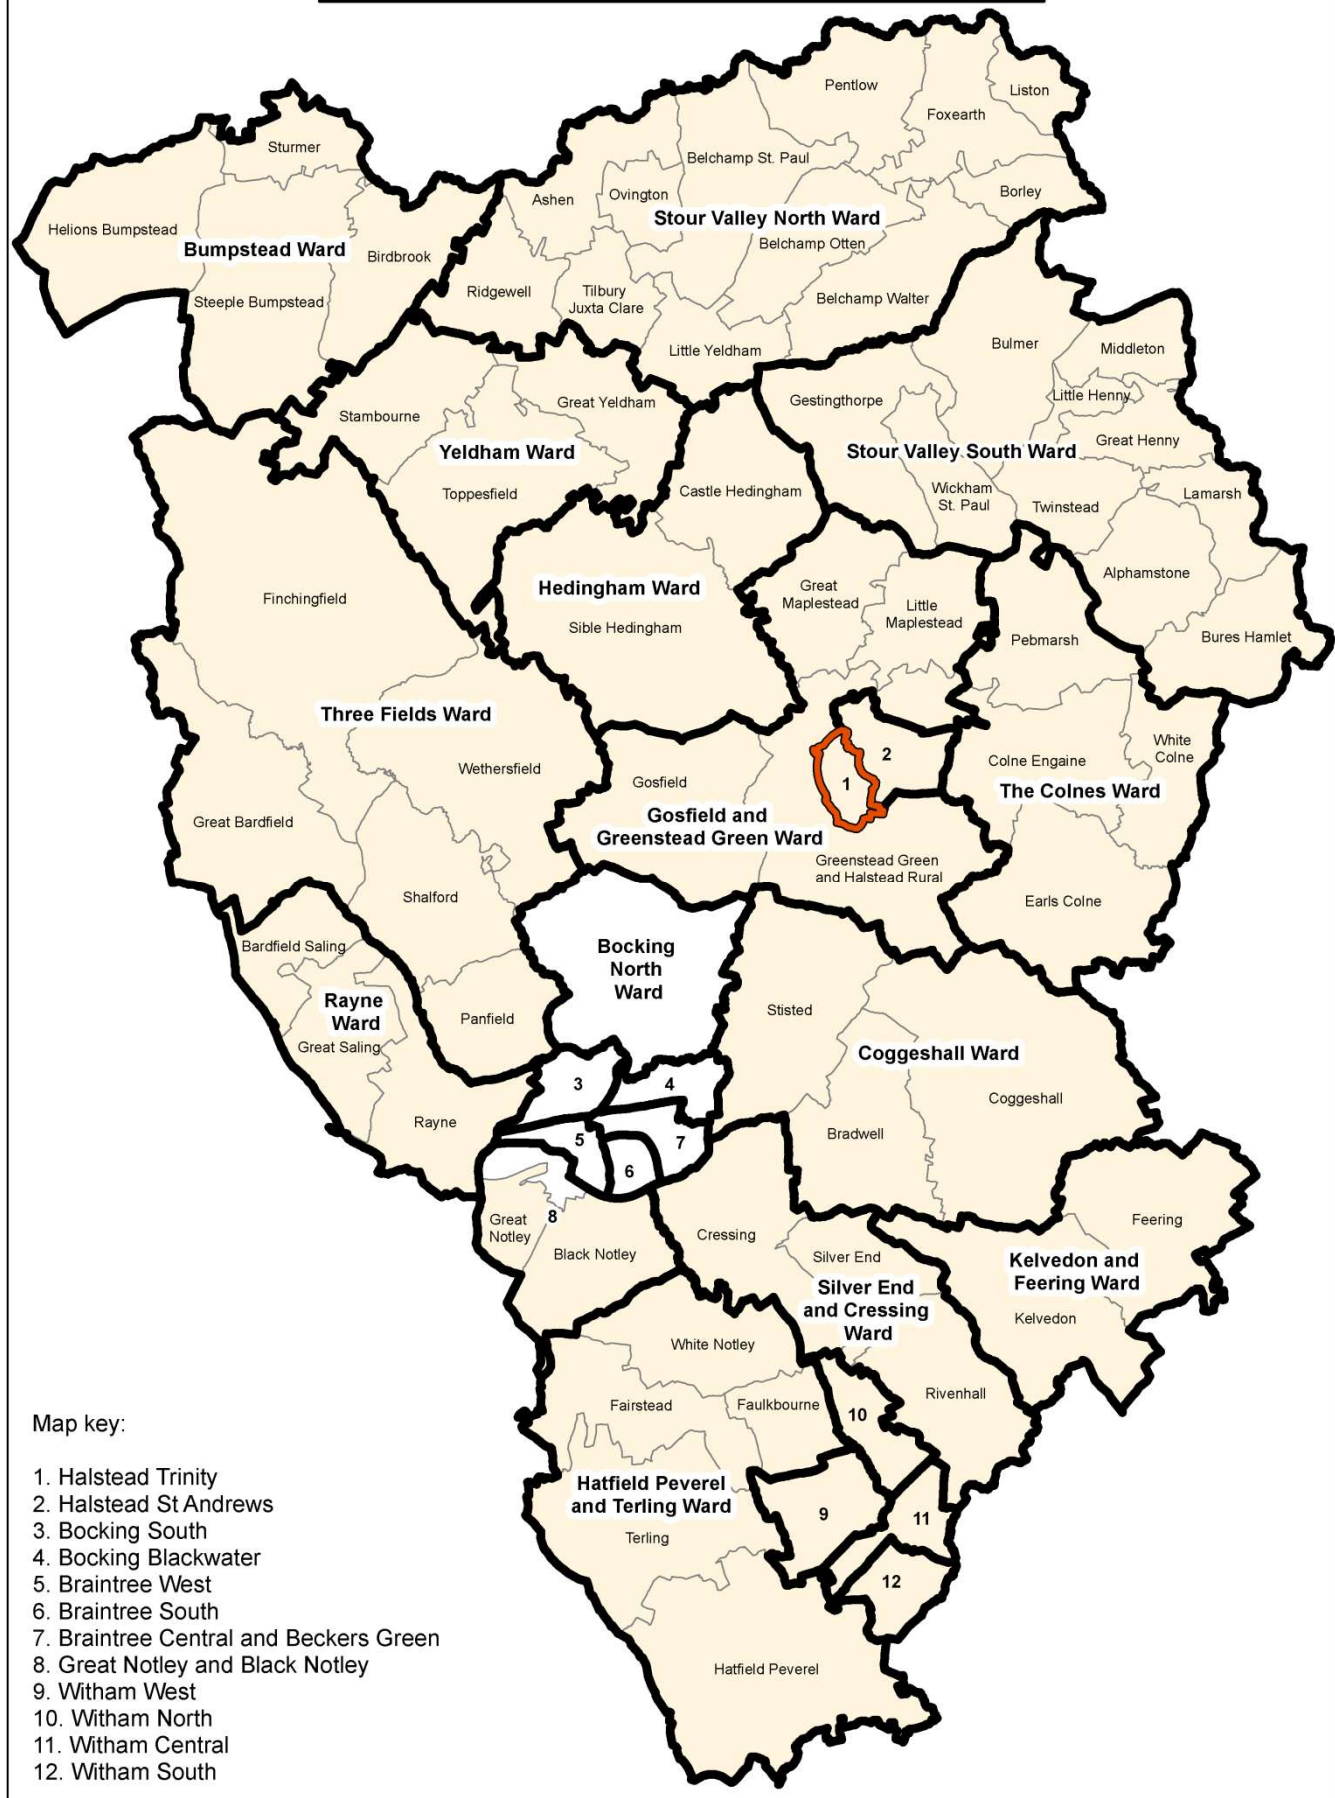 Pentlow
Liston
Foxearth
Sturmer
Belchamp St. Paul
Borley
Ashen
Ovington
Stour Valley North Ward
Helions Bumpstead
Bumpstead Ward
Birdbrook
Belchamp Otten
Ridgewell
Tilbury
Juxta Clare
Belchamp Walter
Steeple Bumpstead
Little Yeldham
Bulmer
Middleton
Stambourne
Great Yeldham
Gestingthorpe
Little Henny
Great Henny
Yeldham Ward
Stour Valley South Ward
Toppesfield
Castle Hedingham
Wickham
St. Paul
Twinstead
Lamarsh
Alphamstone
Finchingfield
Hedingham Ward
Sible Hedingham
Great
Maplestead
Little
Maplestead
Pebmarsh
Bures Hamlet
Three Fields Ward
Wethersfield
Gosfield
1
2
Colne Engaine
White
Colne
The Colnes Ward
Great Bardfield
Gosfield and
Greenstead Green Ward
Greenstead Green
and Halstead Rural
Shalford
Earls Colne
Bardfield Saling
Bocking
North
Ward
Rayne
Ward
Panfield
Stisted
Great Saling
Coggeshall Ward
3
4
Coggeshall
Rayne
Bradwell
5
6
7
8
Great
Notley
Black Notley
Cressing
Silver End
Feering
Silver End
and Cressing
Ward
Kelvedon and
Feering Ward
Kelvedon
White Notley
Fairstead
Faulkbourne
10
Rivenhall
Hatfield Peverel
and Terling Ward
Terling
9
11
12
Hatfield Peverel
Map key:
1. Halstead Trinity
2. Halstead St Andrews
3. Bocking South
4. Bocking Blackwater
5. Braintree West
6. Braintree South
7. Braintree Central and Beckers Green
8. Great Notley and Black Notley
9. Witham West
10. Witham North
11. Witham Central
12. Witham South